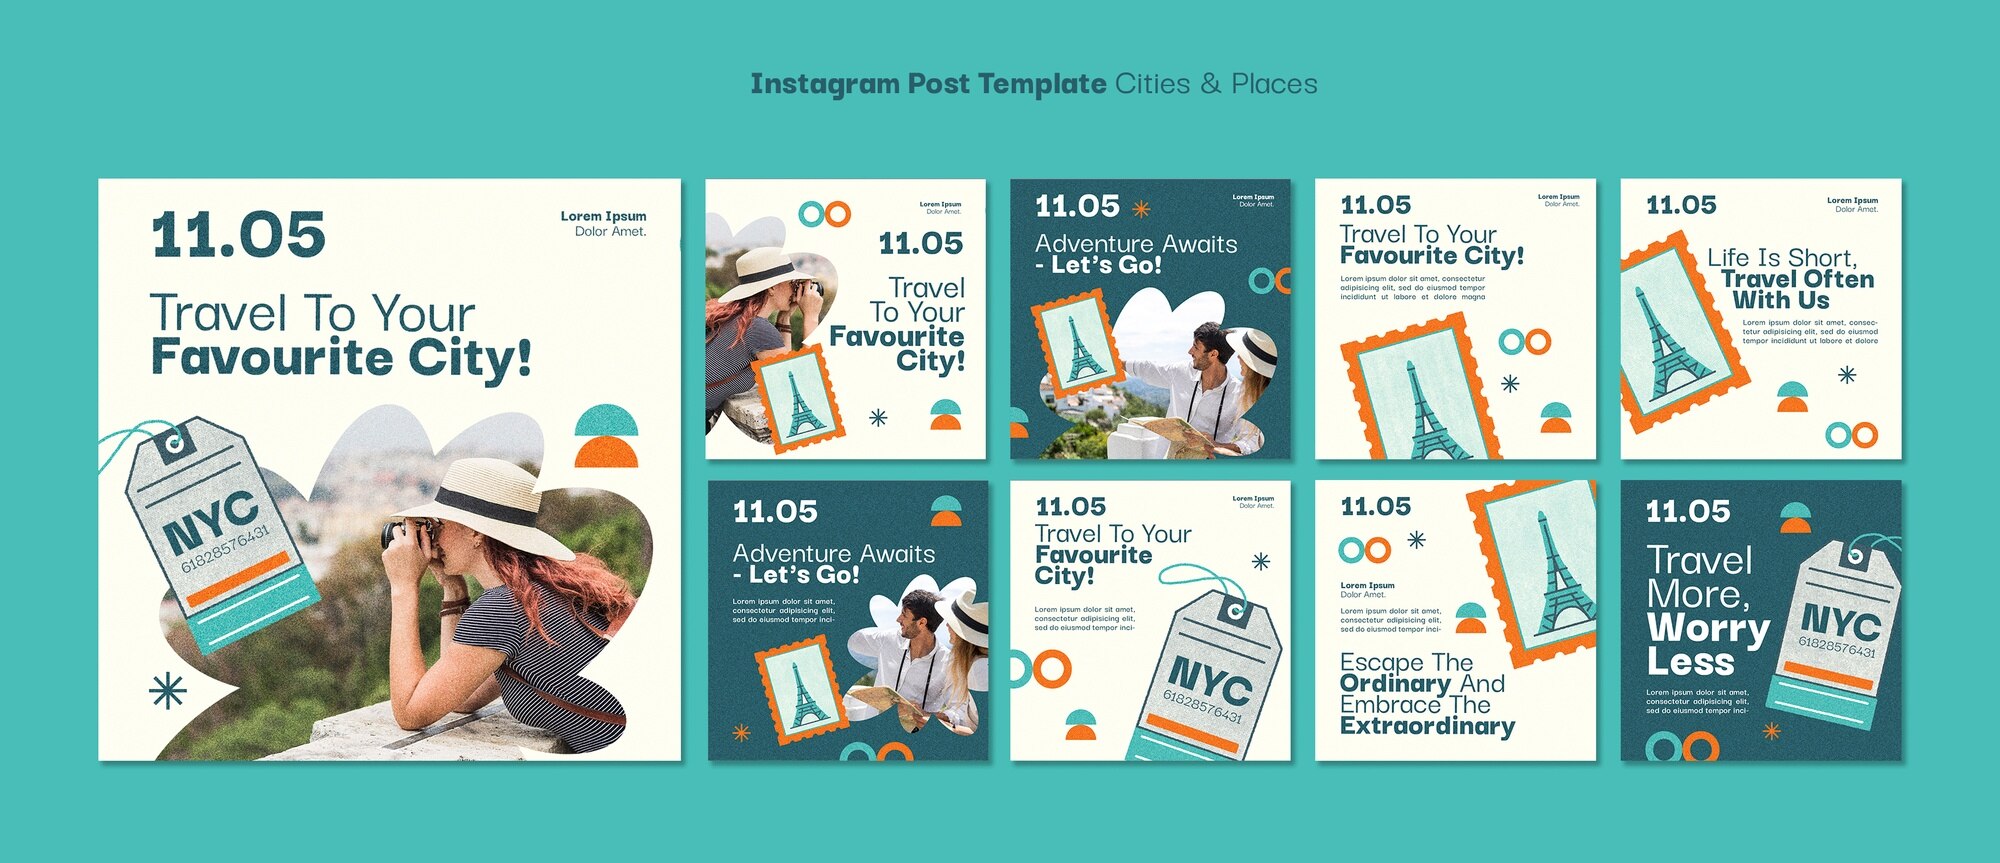 Instagram Post Template Cities & Places
11.05
Lorem Ipsum
Dolor Amet.
Travel To Your
Favourite City!
NYC
61828576431
Lorem Ipsum
Dolor Amet.
11.05
Travel
To Your
Favourite
City!
11.05
Lorem Ipsum
Dolor Amet.
Adventure Awaits
- Let's Go!
11.05
Lorem Ipsum
Dolor Amet.
Travel To Your
Favourite City!
Lorem ipsum dolor sit amet, consectetur
adipisicing elit, sed do eiusmod tempor
incididunt ut labore et dolore magna
11.05
Lorem Ipsum
Dolor Amet.
Life Is Short,
Travel Often
With Us
Lorem ipsum dolor sit amet, consec-
tetur adipisicing elit, sed do eiusmod
tempor incididunt ut labore et dolore
11.05
Adventure Awaits
- Let's Go!
Lorem ipsum dolor sit amet,
consectetur adipisicing elit,
sed do eiusmod tempor inci-
11.05
Lorem Ipsum
Dolor Amet.
Travel To Your
Favourite
City!
Lorem ipsum dolor sit amet,
consectetur adipisicing elit,
sed do eiusmod tempor inci-
NYC
61828576431
11.05
Lorem Ipsum
Dolor Amet.
Lorem ipsum dolor sit amet,
consectetur adipisicing elit,
sed do eiusmod tempor inci-
Escape The
Ordinary And
Embrace The
Extraordinary
11.05
Travel
More,
Worry
Less
Lorem ipsum dolor sit amet,
consectetur adipisicing elit,
sed do eiusmod tempor inci-
NYC
61828576431